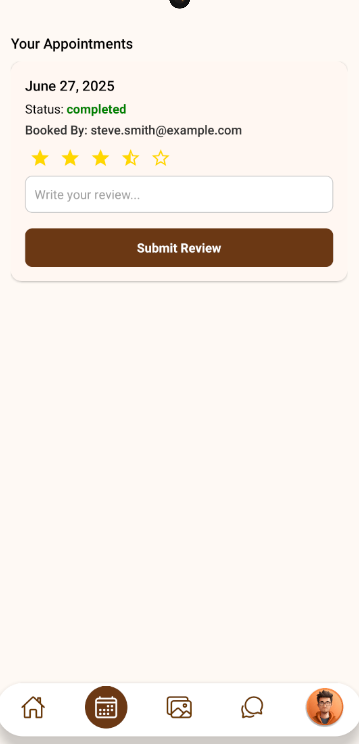 Your Appointments
June 27, 2025
Status: completed
Booked By: steve.smith@example.com
Write your review...
Submit Review